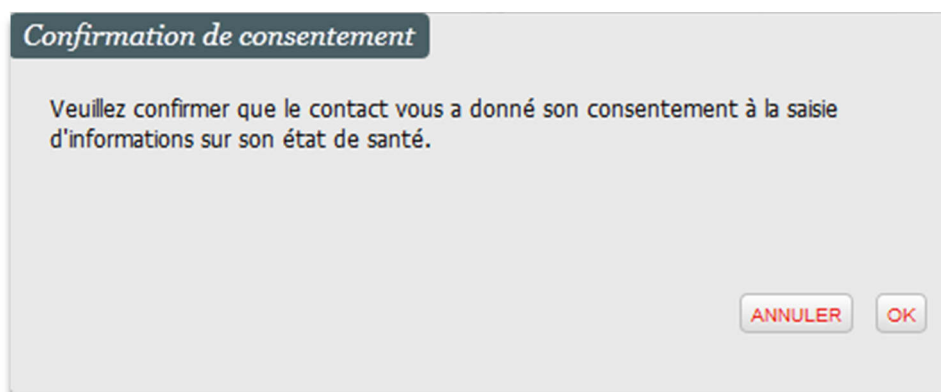 Confirmation de consentement
Veuillez confirmer que le contact vous a donné son consentement à la saisie
d'informations sur son état de santé.
ANNULER OK